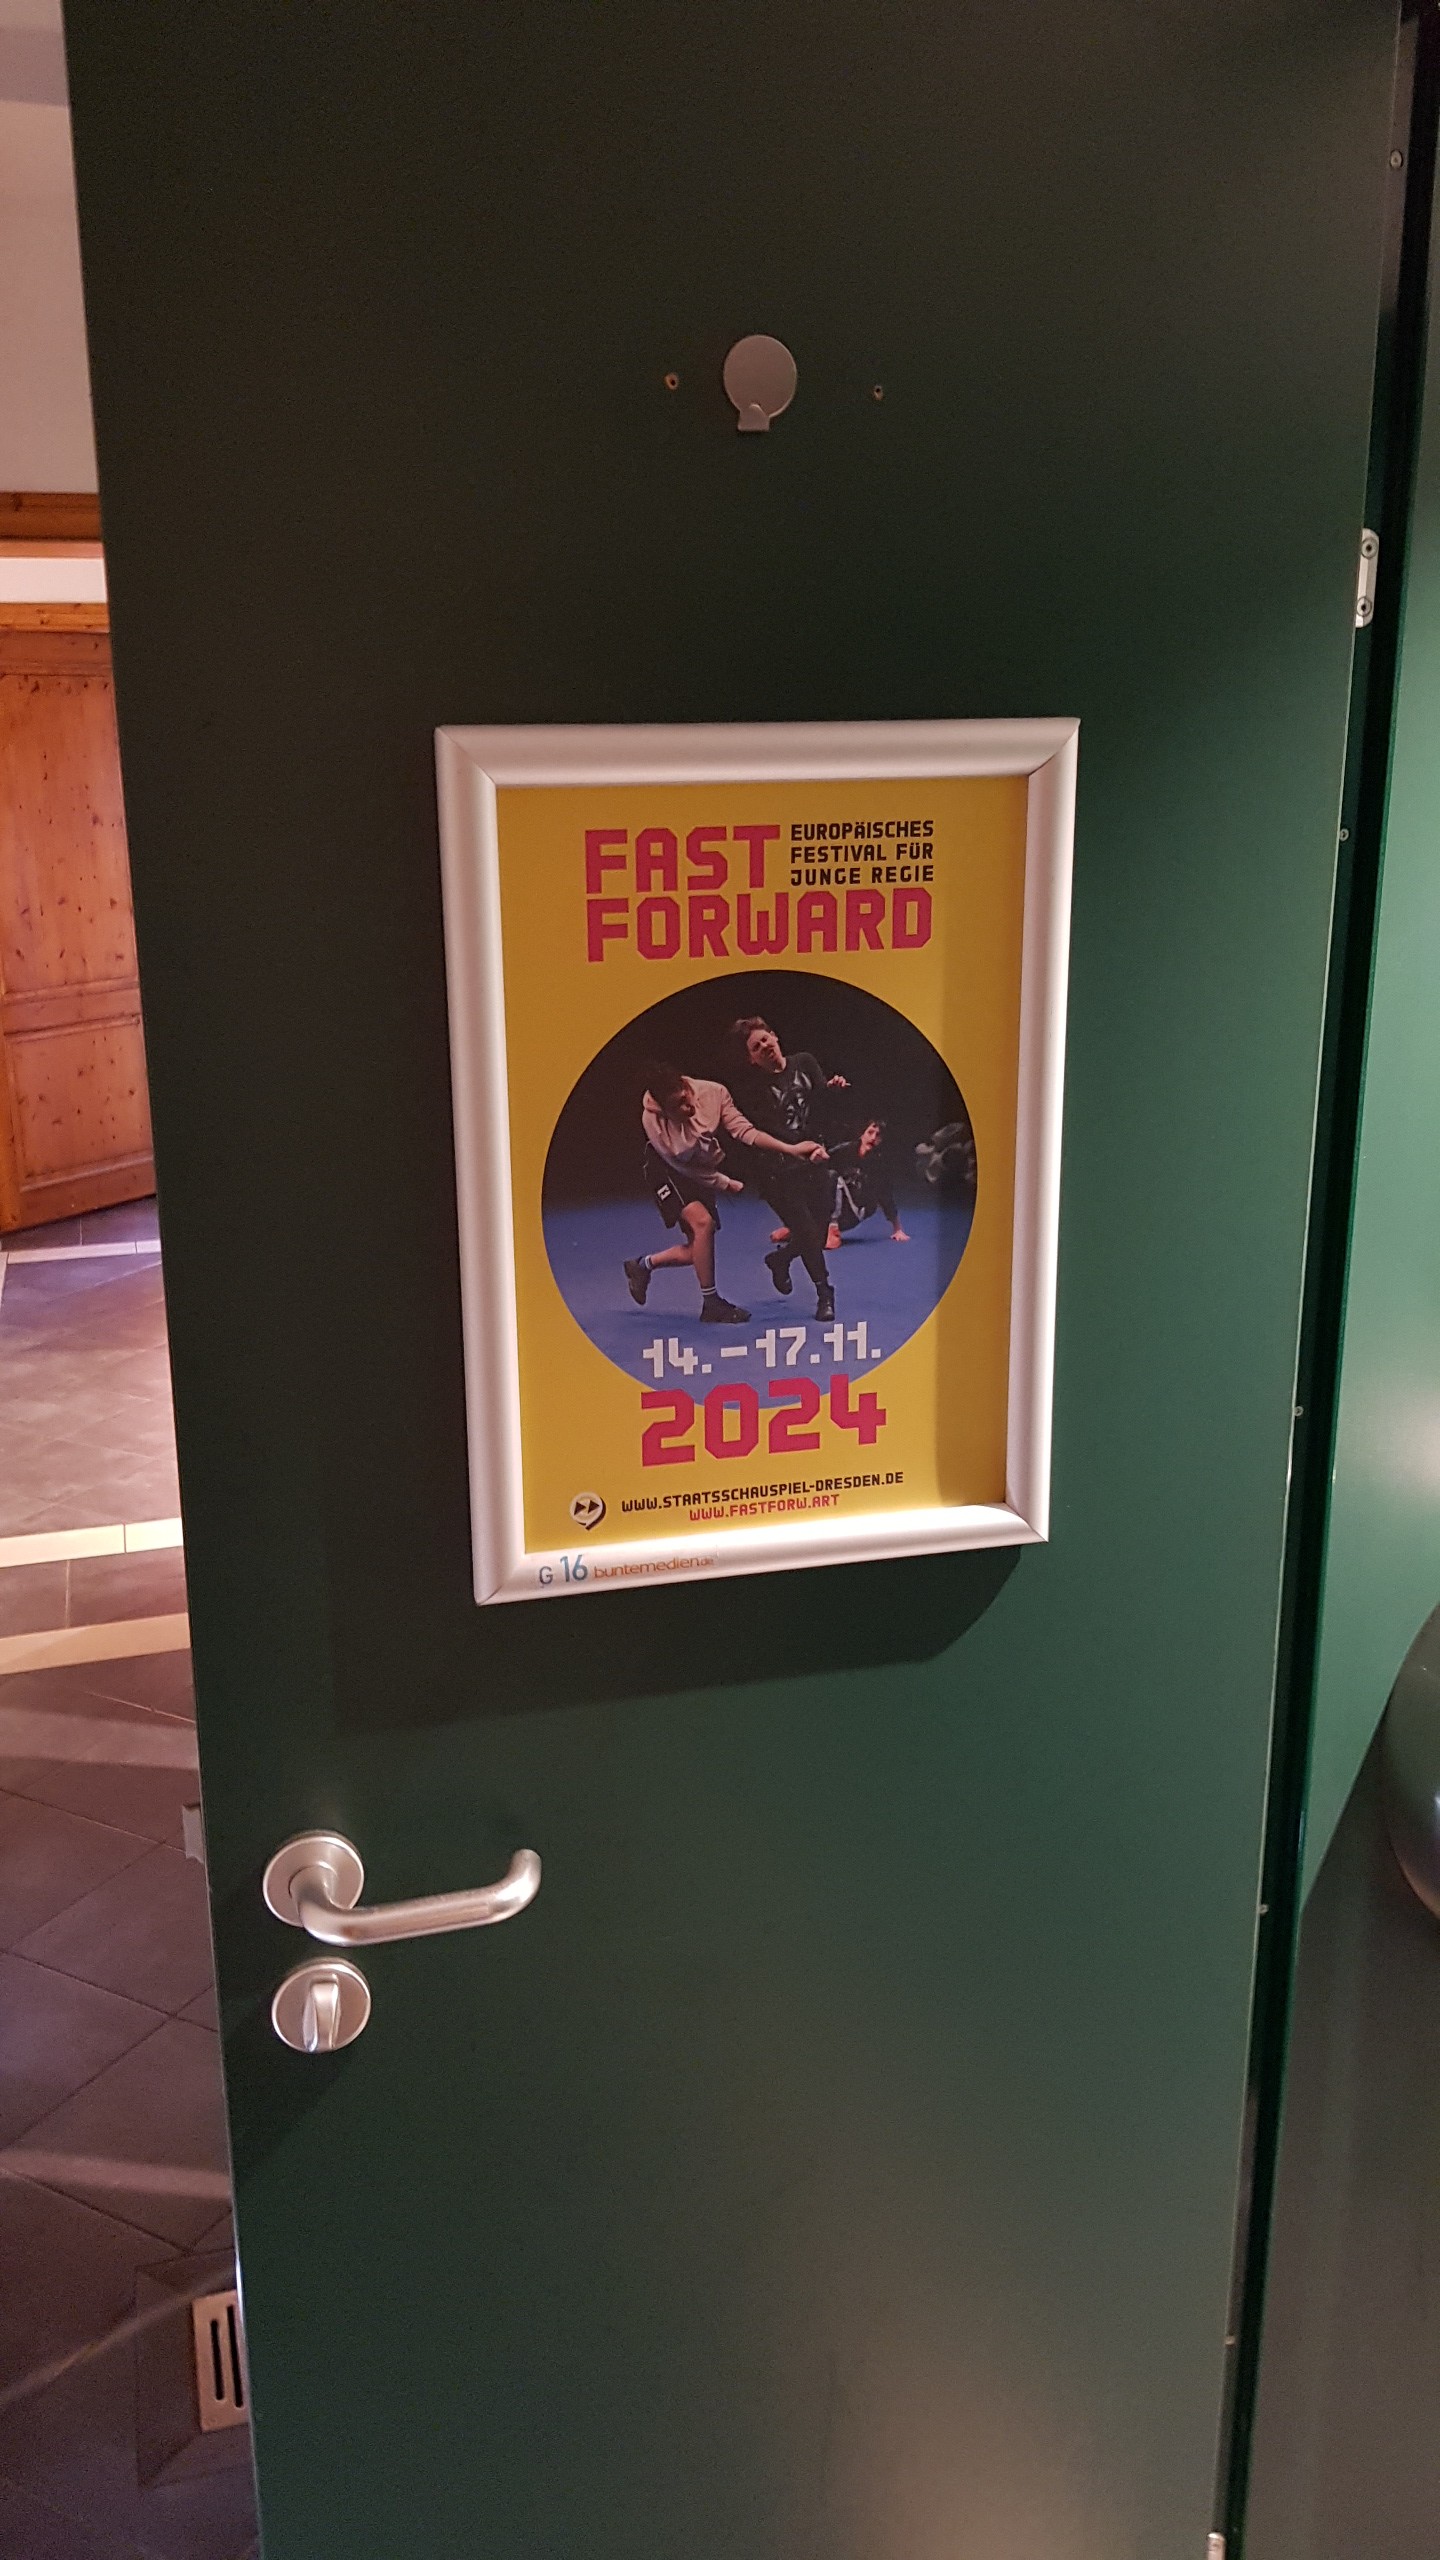 FAST
EUROPÄISCHES
FESTIVAL FÜR
JUNGE REGIE
FORWARD
14.–17.11.
2024
WWW.STAATSSCHAUSPIEL-DRESDEN.DE
WWW.FASTFORW.ART
G 16 buntemedien.de